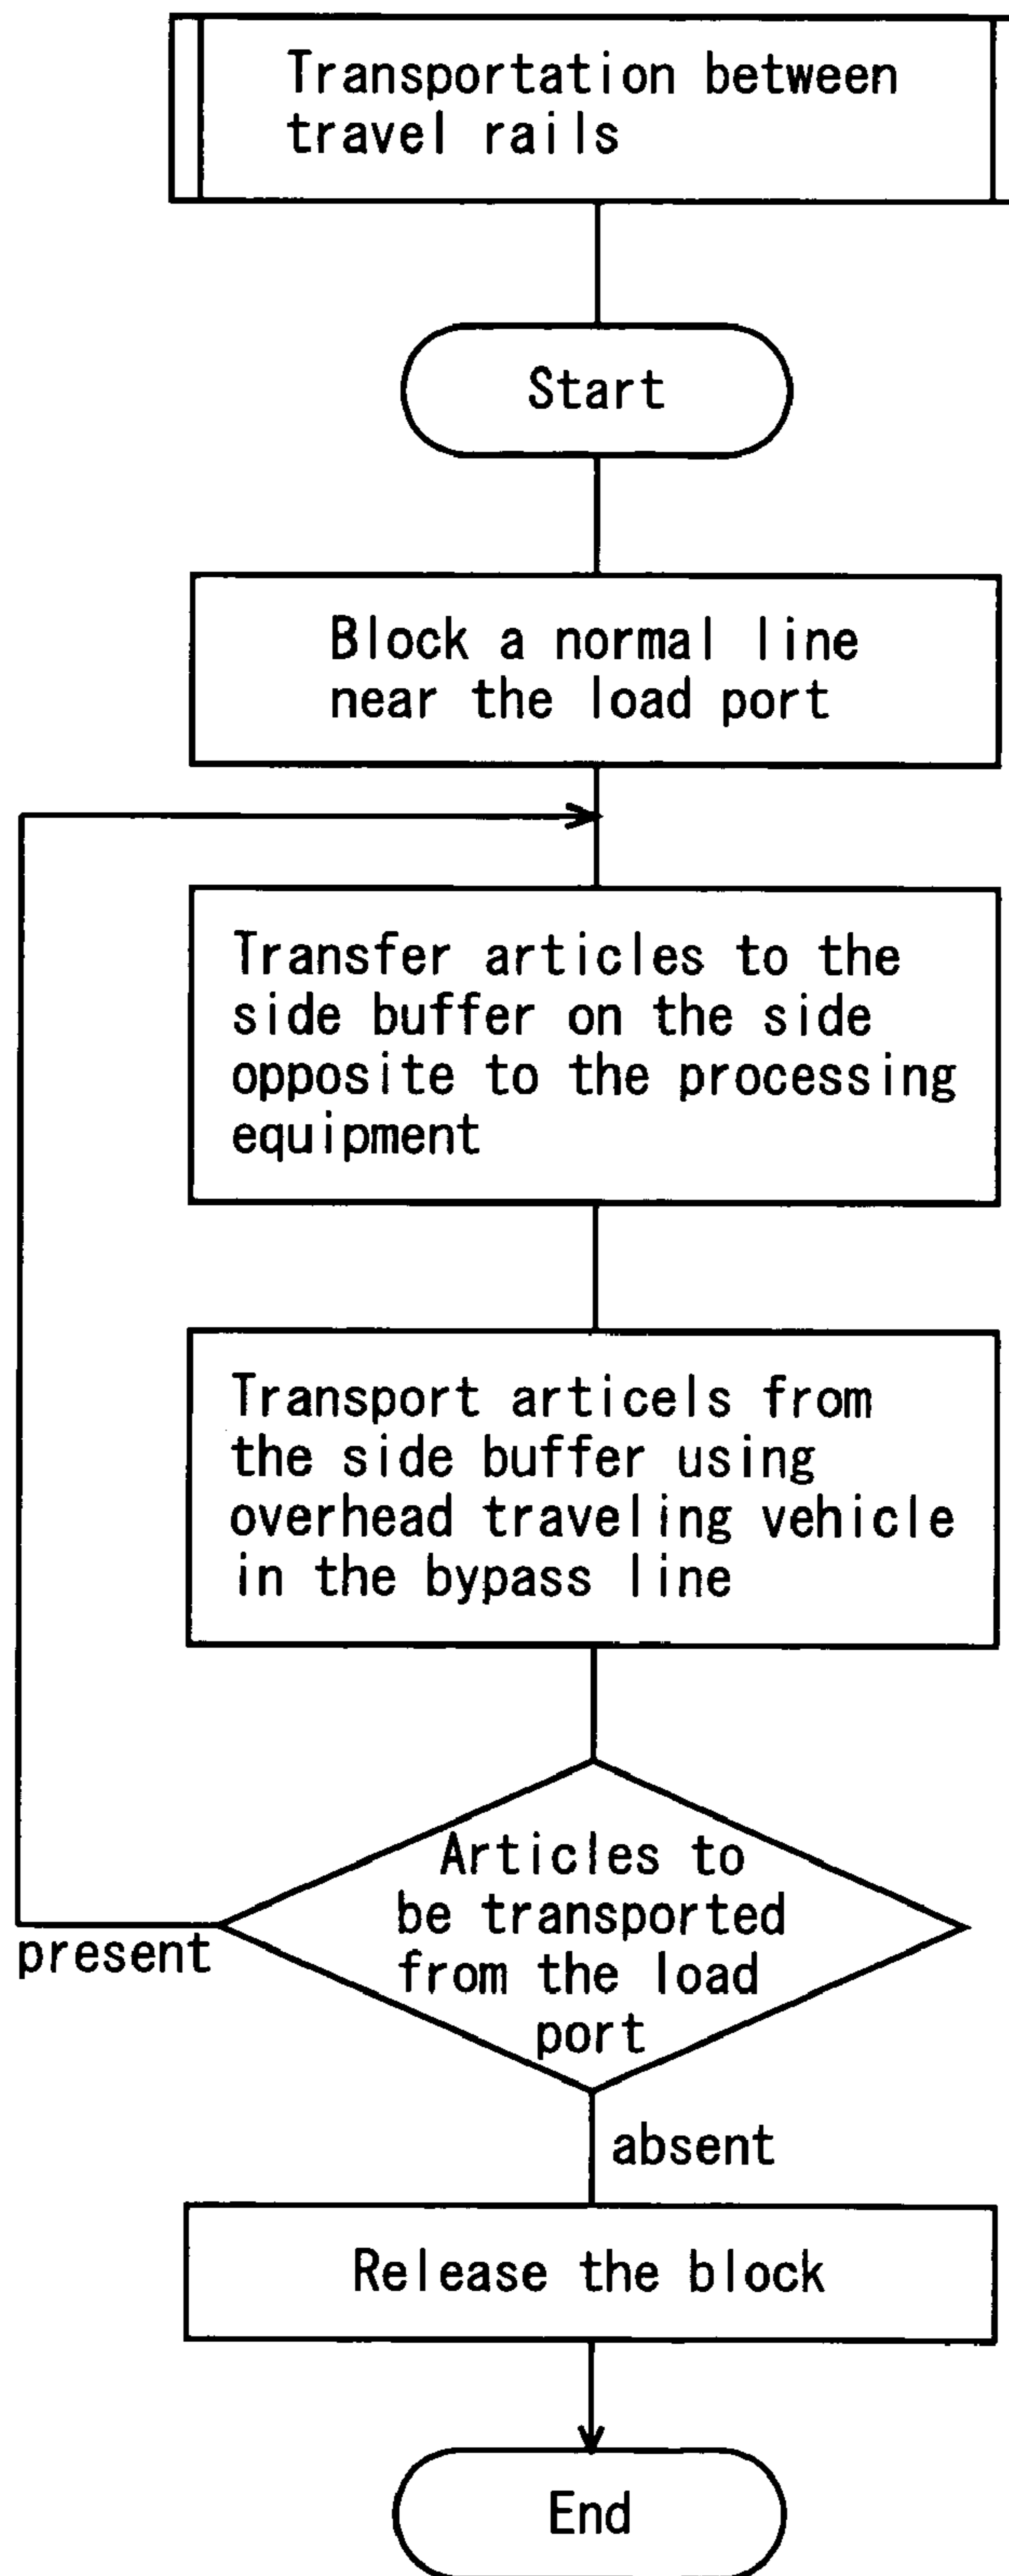 Transportation between
travel rails
Start
Block a normal line
near the load port
Transfer articles to the
side buffer on the side
opposite to the processing
equipment
Transport articels from
the side buffer using
overhead traveling vehicle
in the bypass line
Articles to
be transported
from the load
port
present
absent
Release the block
End